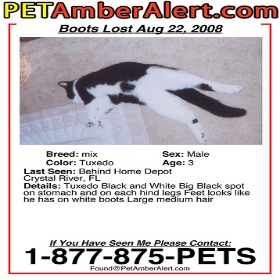 PETAmberAlert.com
Boots Lost Aug 22, 2008
Breed: mix Sex: Male
Color: Tuxedo Age: 3
Last Seen: Behind Home Depot
Crystal River, FL
Details: Tuxedo Black and White Big Black spot
on stomach and on each hind legs Feet looks like
he has on white boots Large medium hair
If You Have Seen Me Please Contact:
1-877-875-PETS
Found@PetAmberAlert.com